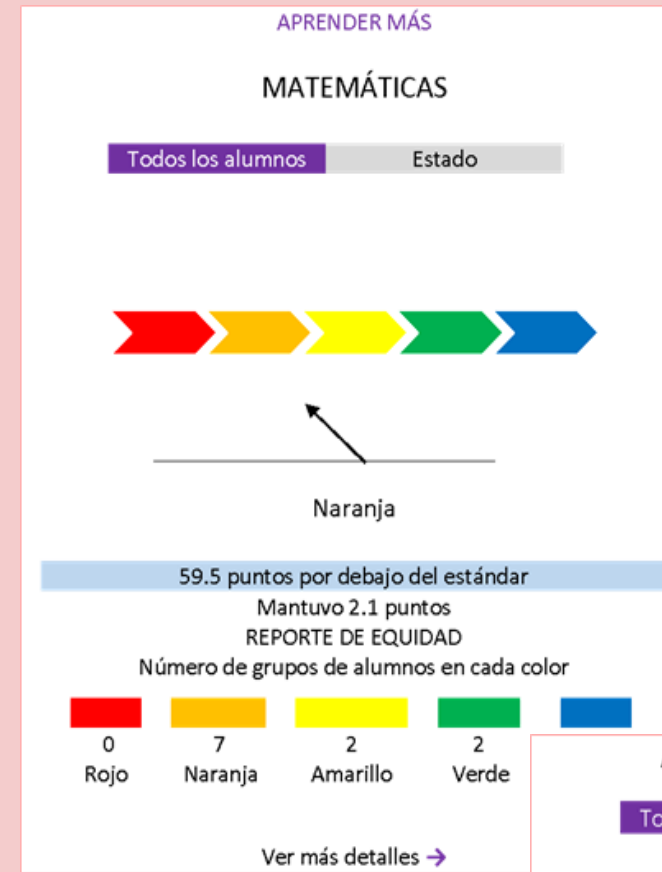 APRENDER MÁS
MATEMÁTICAS
Todos los alumnos Estado
Naranja
59.5 puntos por debajo del estándar
Mantuvo 2.1 puntos
REPORTE DE EQUIDAD
Número de grupos de alumnos en cada color
0 7 2 2
Rojo Naranja Amarillo Verde
Ver más detalles →